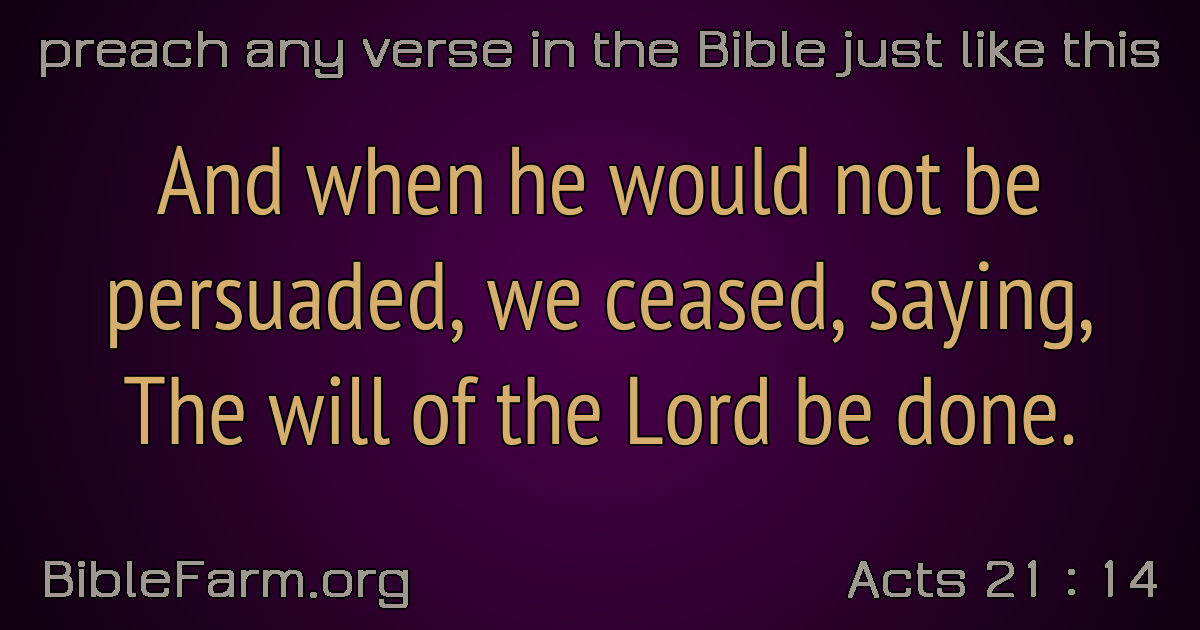 preach any verse in the Bible just like this
And when he would not be
persuaded, we ceased, saying,
The will of the Lord be done.
BibleFarm.org
Acts 21 : 14